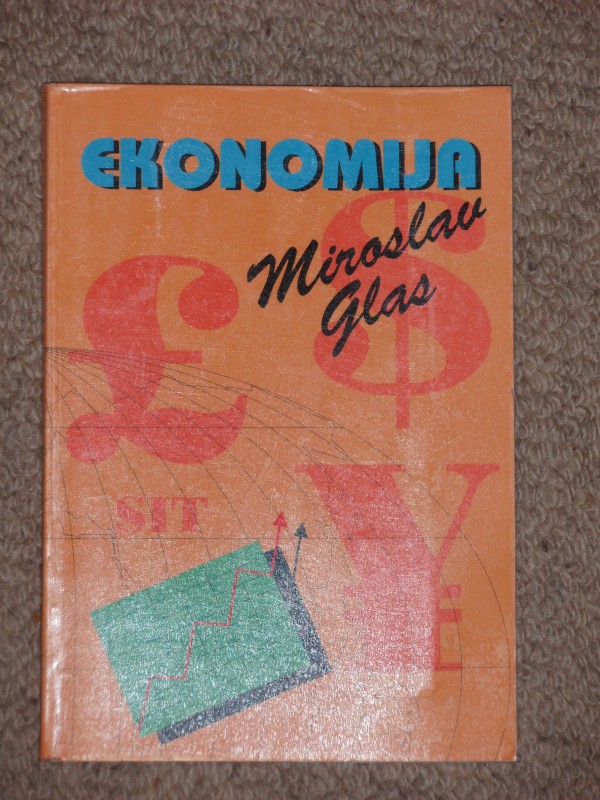 EKONOMIJA
Miroslav
Glas
$
£
SIT
¥